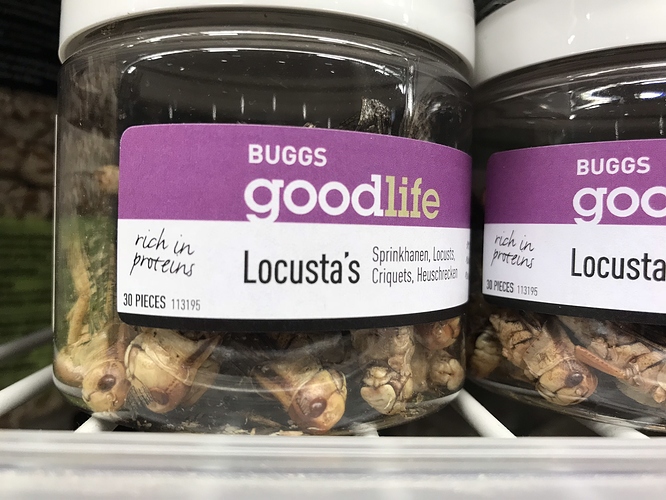 BUGGS
goodlife
rich in
proteins
Locusta's
Sprinkhanen, Locusts,
Criquets, Heuschrecken
30 PIECES 113195
BUGGS
goo
rich in
proteins
Locusta
30 PIECES 113195